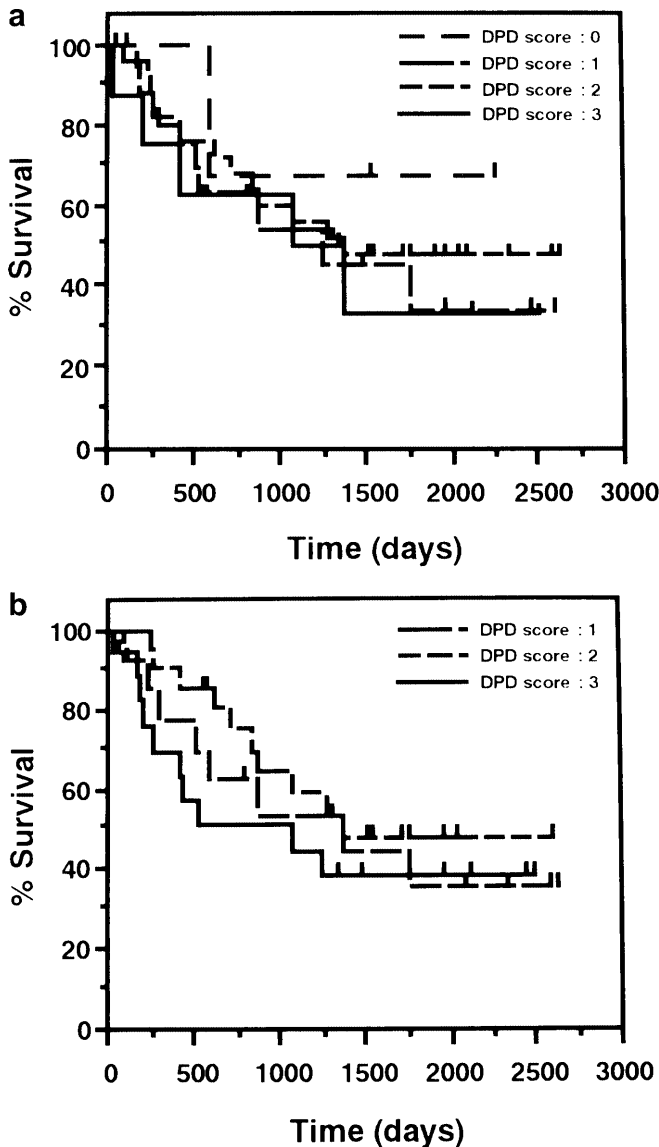 a
DPD score : 0
DPD score : 1
DPD score : 2
DPD score : 3
100
80
60
40
20
0
% Survival
0 500 1000 1500 2000 2500 3000
Time (days)
b
DPD score : 1
DPD score : 2
DPD score : 3
100
80
60
40
20
0
% Survival
0 500 1000 1500 2000 2500 3000
Time (days)